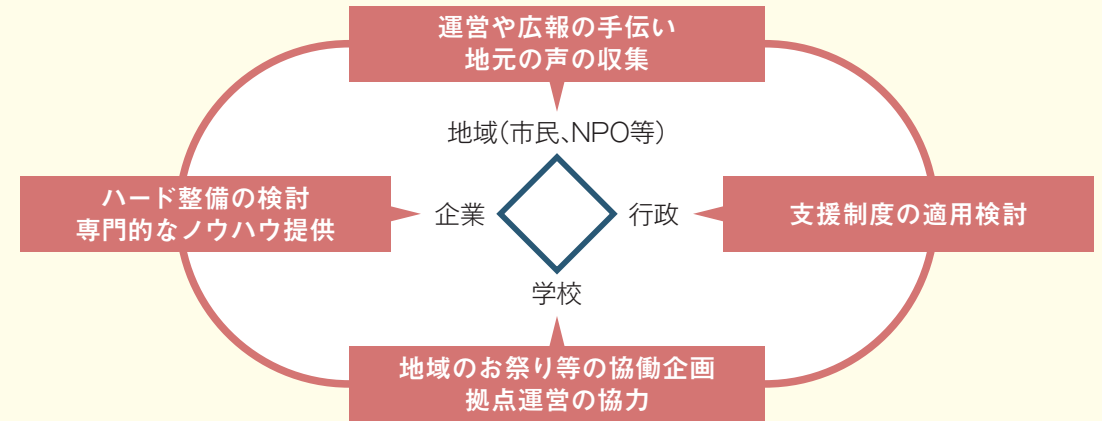 運営や広報の手伝い
地元の声の収集
地域(市民、NPO等)
ハード整備の検討
専門的なノウハウ提供
企業
行政
支援制度の適用検討
学校
地域のお祭り等の協働企画
拠点運営の協力